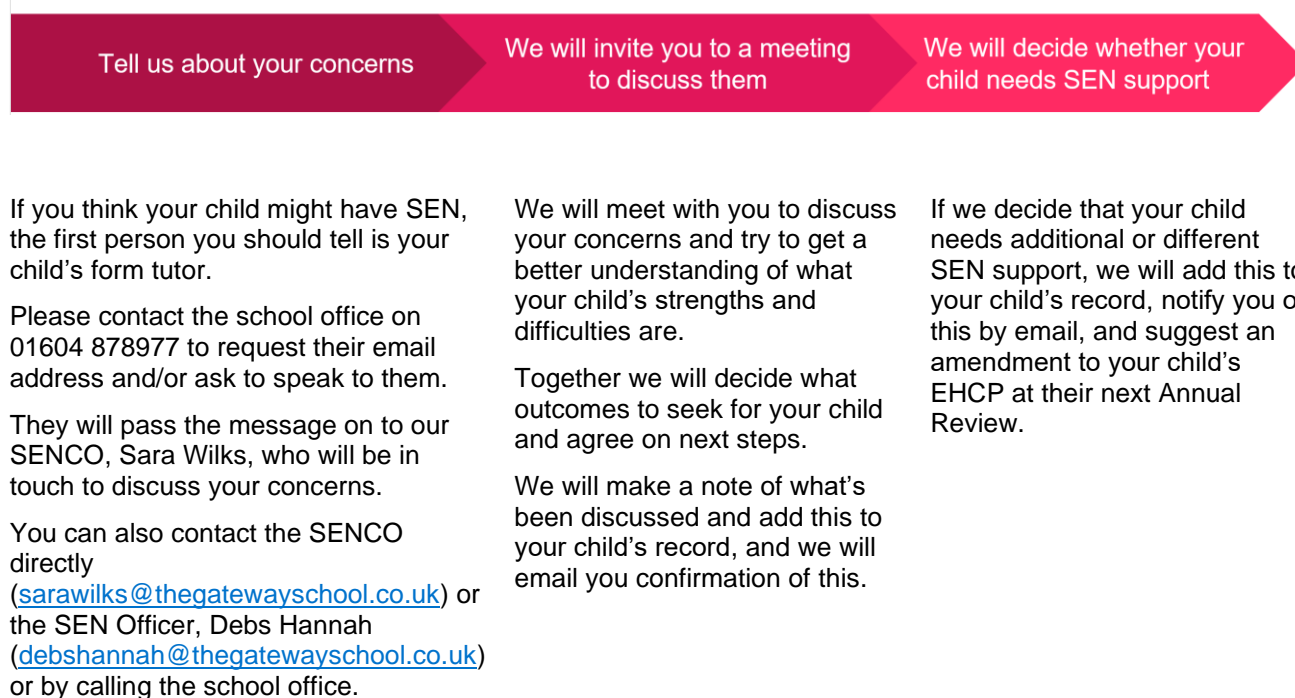 Tell us about your concerns
We will invite you to a meeting
to discuss them
We will decide whether your
child needs SEN support
If you think your child might have SEN,
the first person you should tell is your
child’s form tutor.
Please contact the school office on
01604 878977 to request their email
address and/or ask to speak to them.
They will pass the message on to our
SENCO, Sara Wilks, who will be in
touch to discuss your concerns.
You can also contact the SENCO
directly
(sarawilks@thegatewayschool.co.uk) or
the SEN Officer, Debs Hannah
(debshannah@thegatewayschool.co.uk)
or by calling the school office.
We will meet with you to discuss
your concerns and try to get a
better understanding of what
your child’s strengths and
difficulties are.
Together we will decide what
outcomes to seek for your child
and agree on next steps.
We will make a note of what’s
been discussed and add this to
your child’s record, and we will
email you confirmation of this.
If we decide that your child
needs additional or different
SEN support, we will add this to
your child’s record, notify you o
this by email, and suggest an
amendment to your child’s
EHCP at their next Annual
Review.